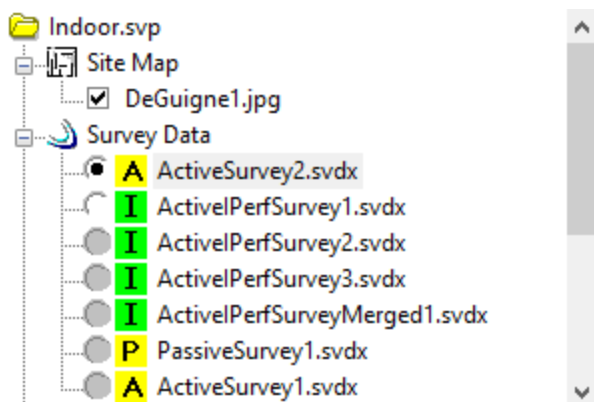 Indoor.svp
Site Map
DeGuigne1.jpg
Survey Data
A ActiveSurvey2.svdx
I ActiveIPerfSurvey1.svdx
I ActiveIPerfSurvey2.svdx
I ActiveIPerfSurvey3.svdx
I ActiveIPerfSurveyMerged1.svdx
P PassiveSurvey1.svdx
A ActiveSurvey1.svdx